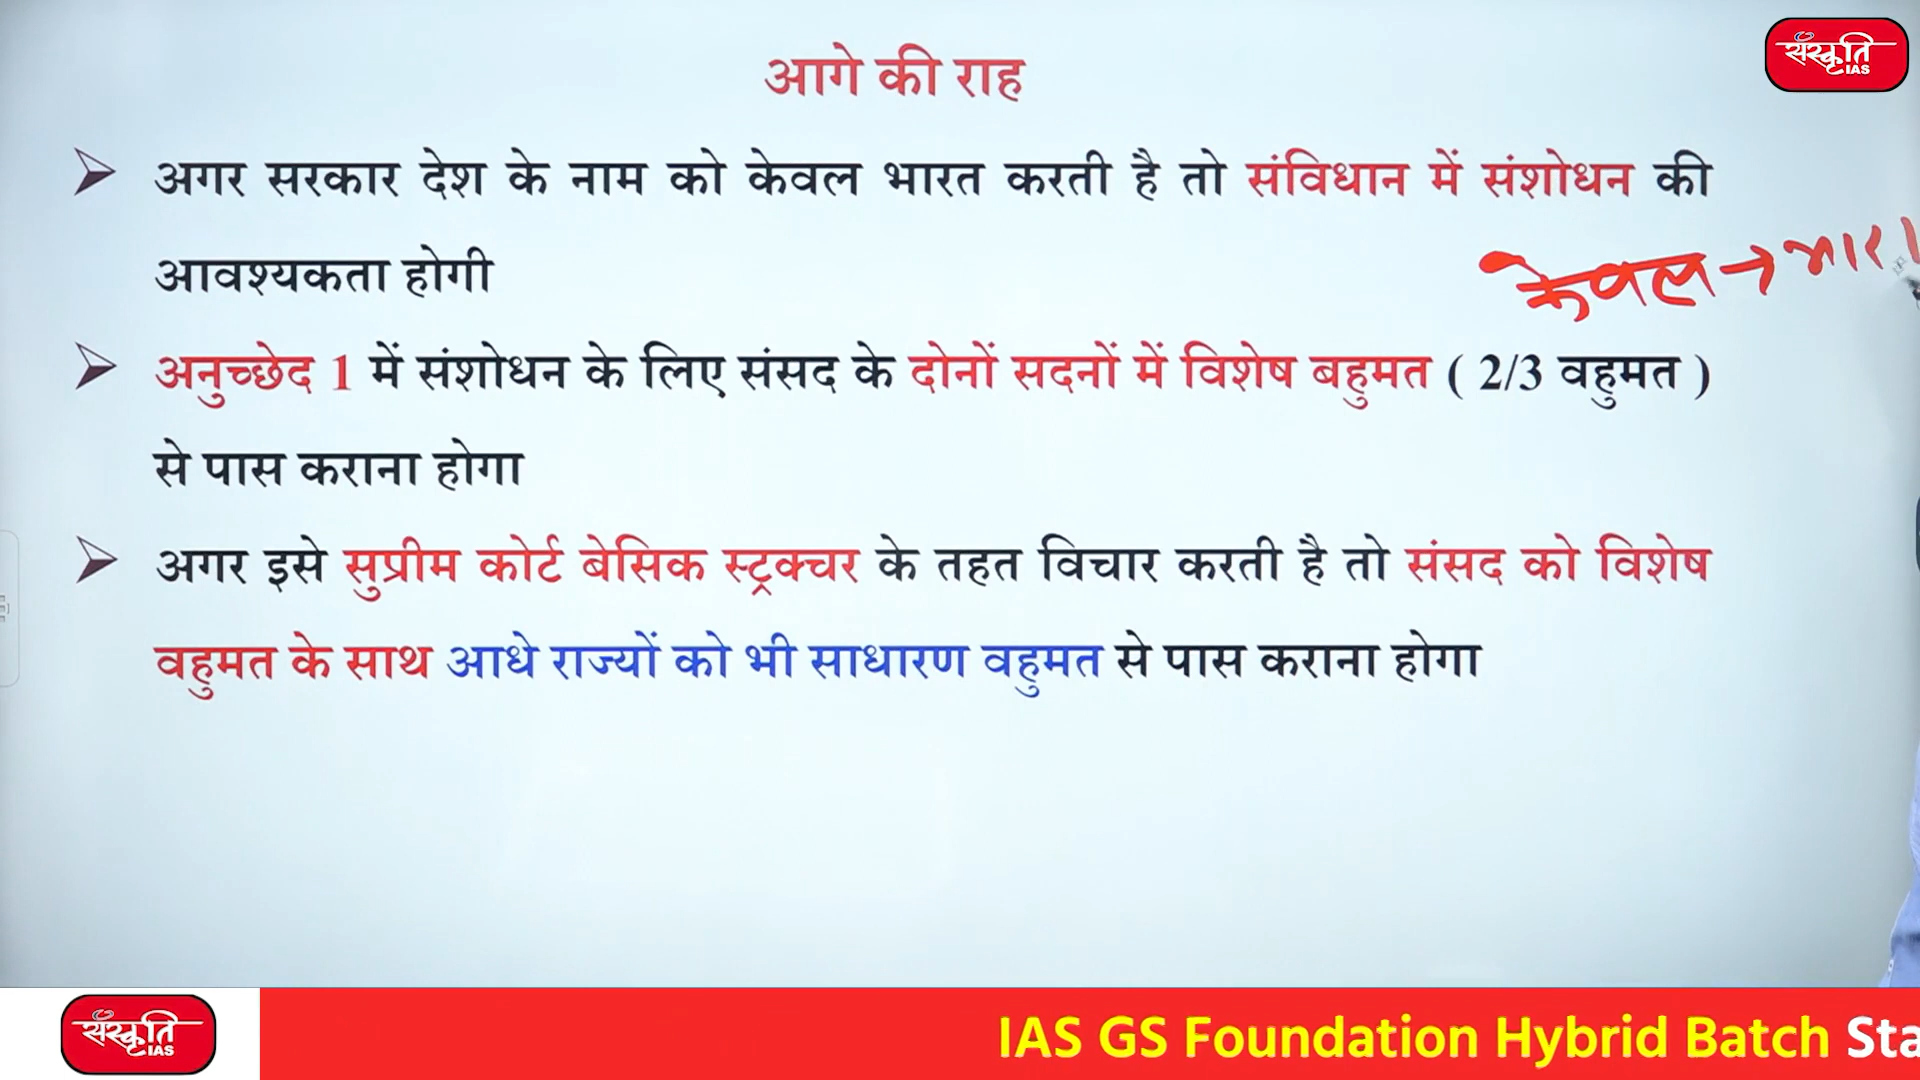 संस्कृति
IAS
आगे की राह
अगर सरकार देश के नाम को केवल भारत करती है तो संविधान में संशोधन की
आवश्यकता होगी
केवल → भार
अनुच्छेद 1 में संशोधन के लिए संसद के दोनों सदनों में विशेष बहुमत ( 2/3 वहुमत )
से पास कराना होगा
अगर इसे सुप्रीम कोर्ट बेसिक स्ट्रक्चर के तहत विचार करती है तो संसद को विशेष
वहुमत के साथ आधे राज्यों को भी साधारण वहुमत से पास कराना होगा
संस्कृति
IAS
IAS GS Foundation Hybrid Batch Sta